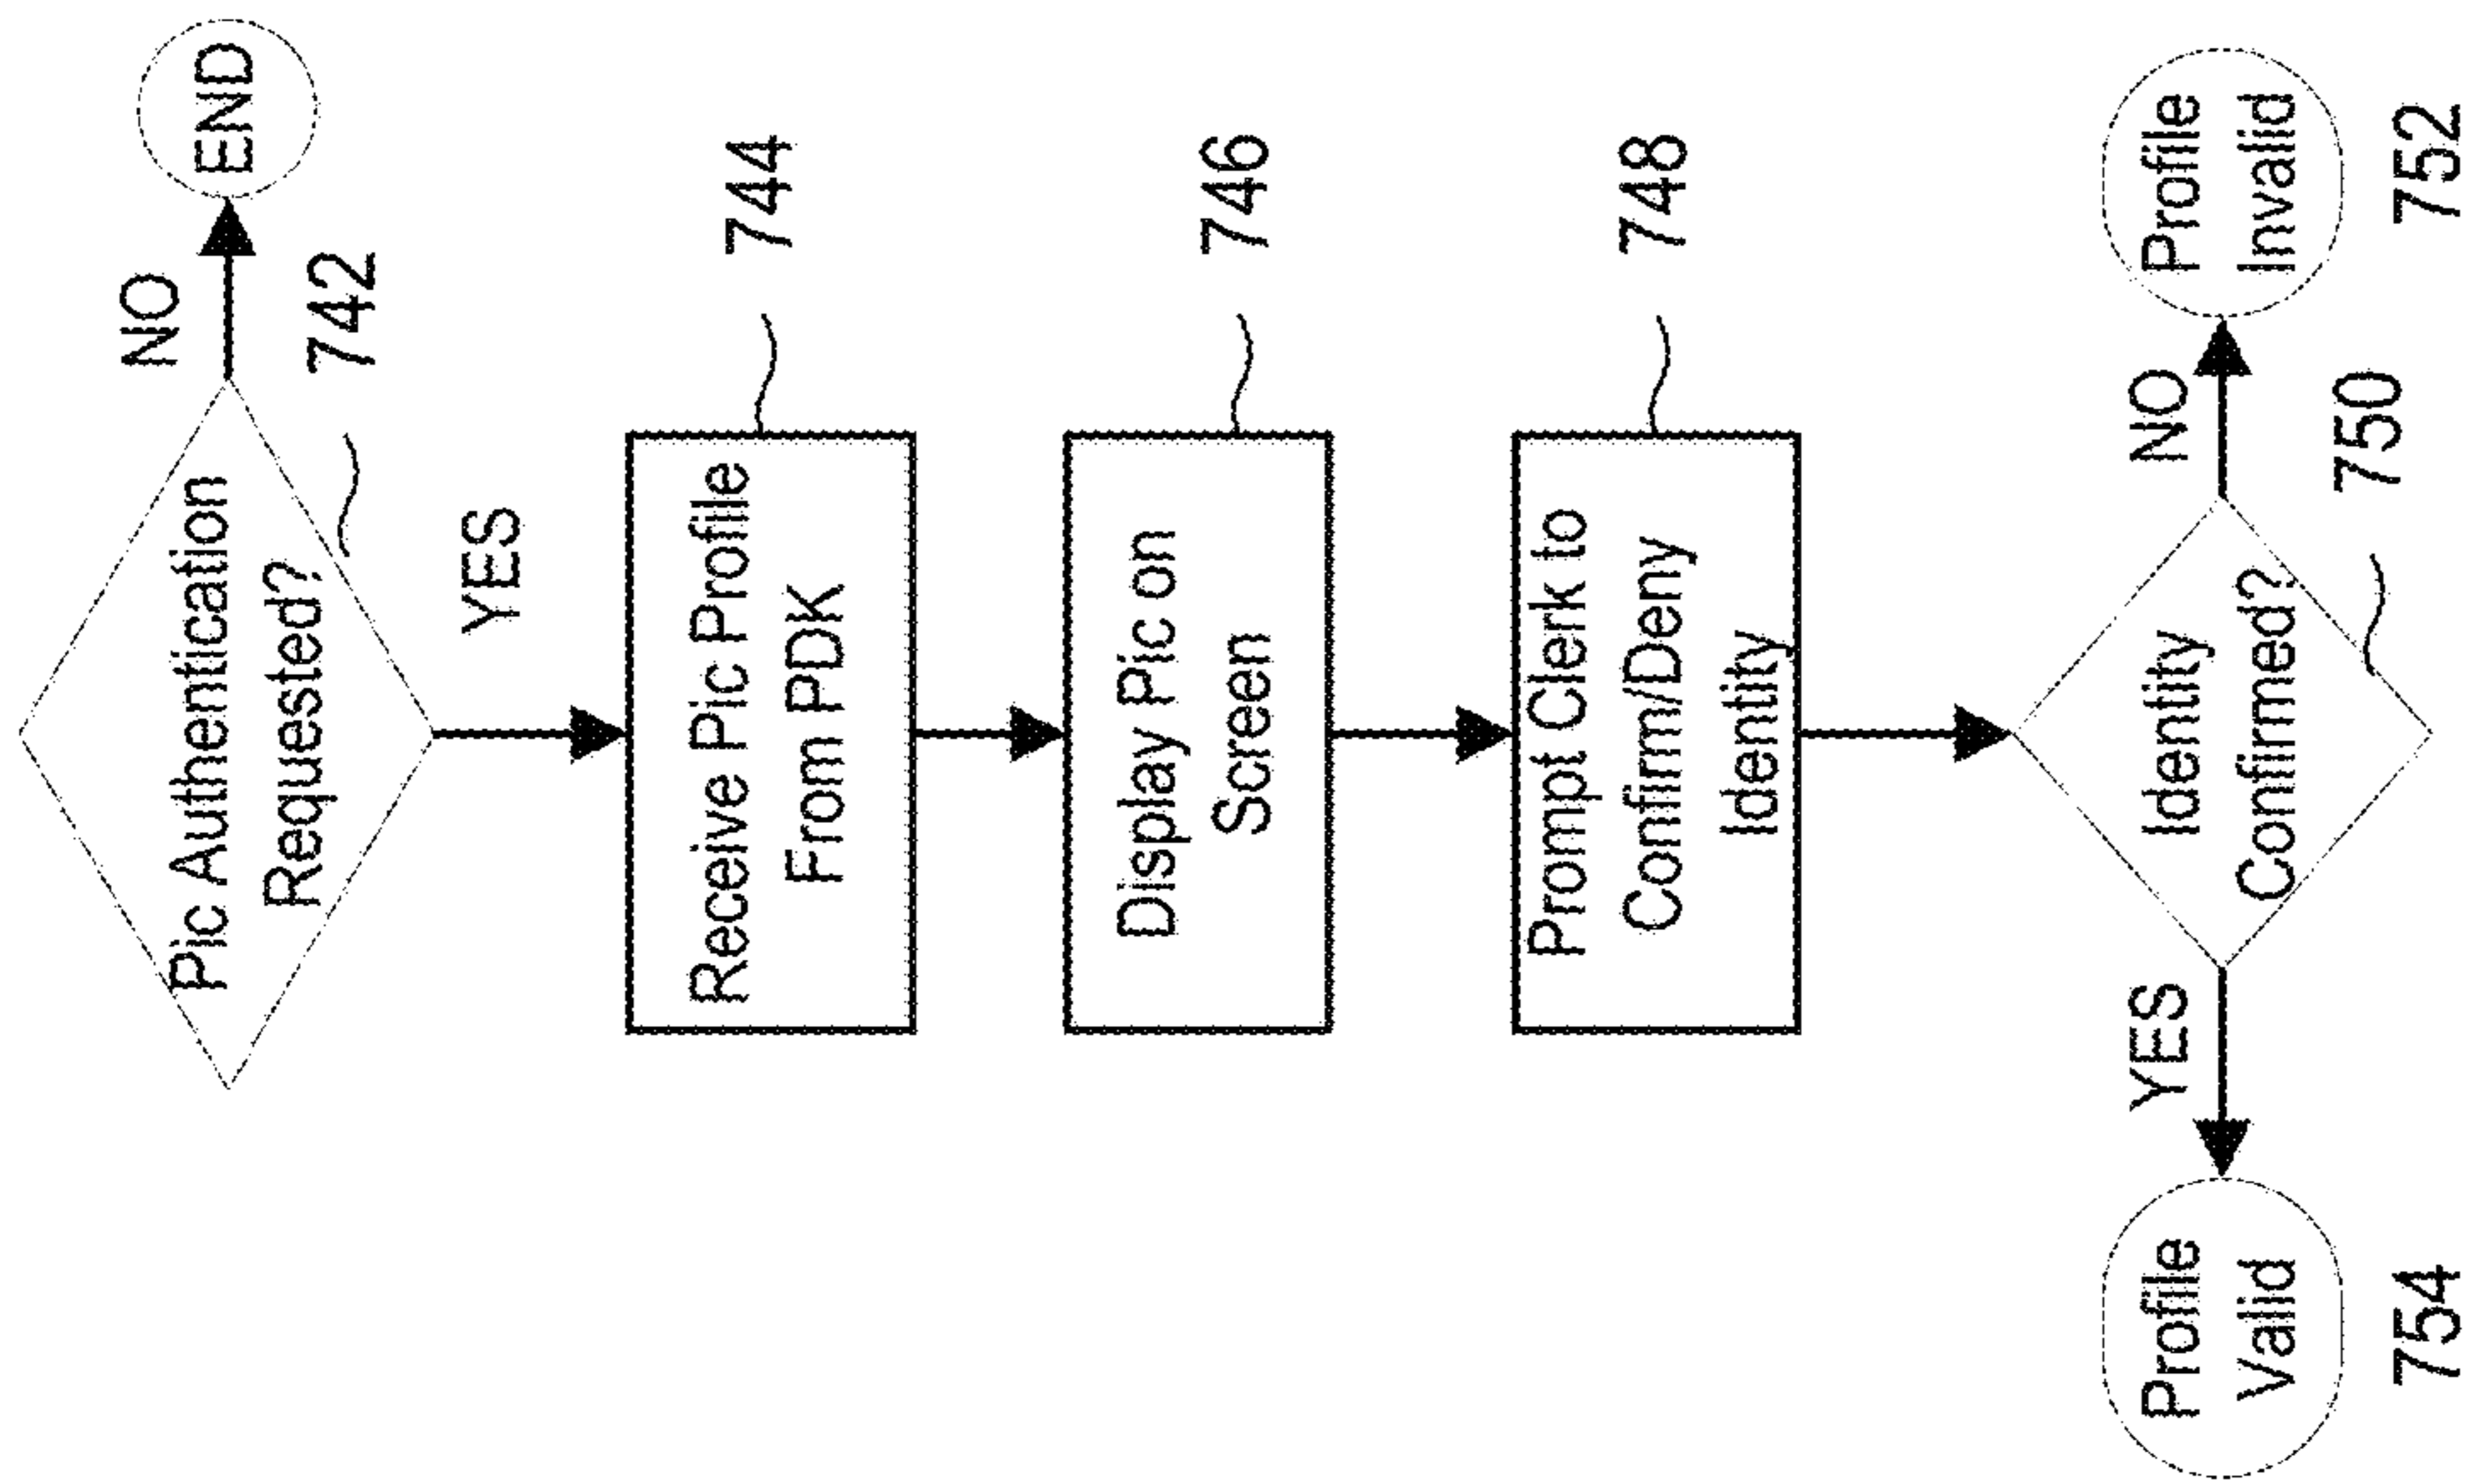 Pic Authentication
Requested?
742
NO
END
YES
Receive Pic Profile
From PDK
744
Display Pic on
Screen
746
Prompt Clerk to
Confirm/Deny
Identity
748
Identity
Confirmed?
750
YES
NO
Profile
Valid
754
Profile
Invalid
752